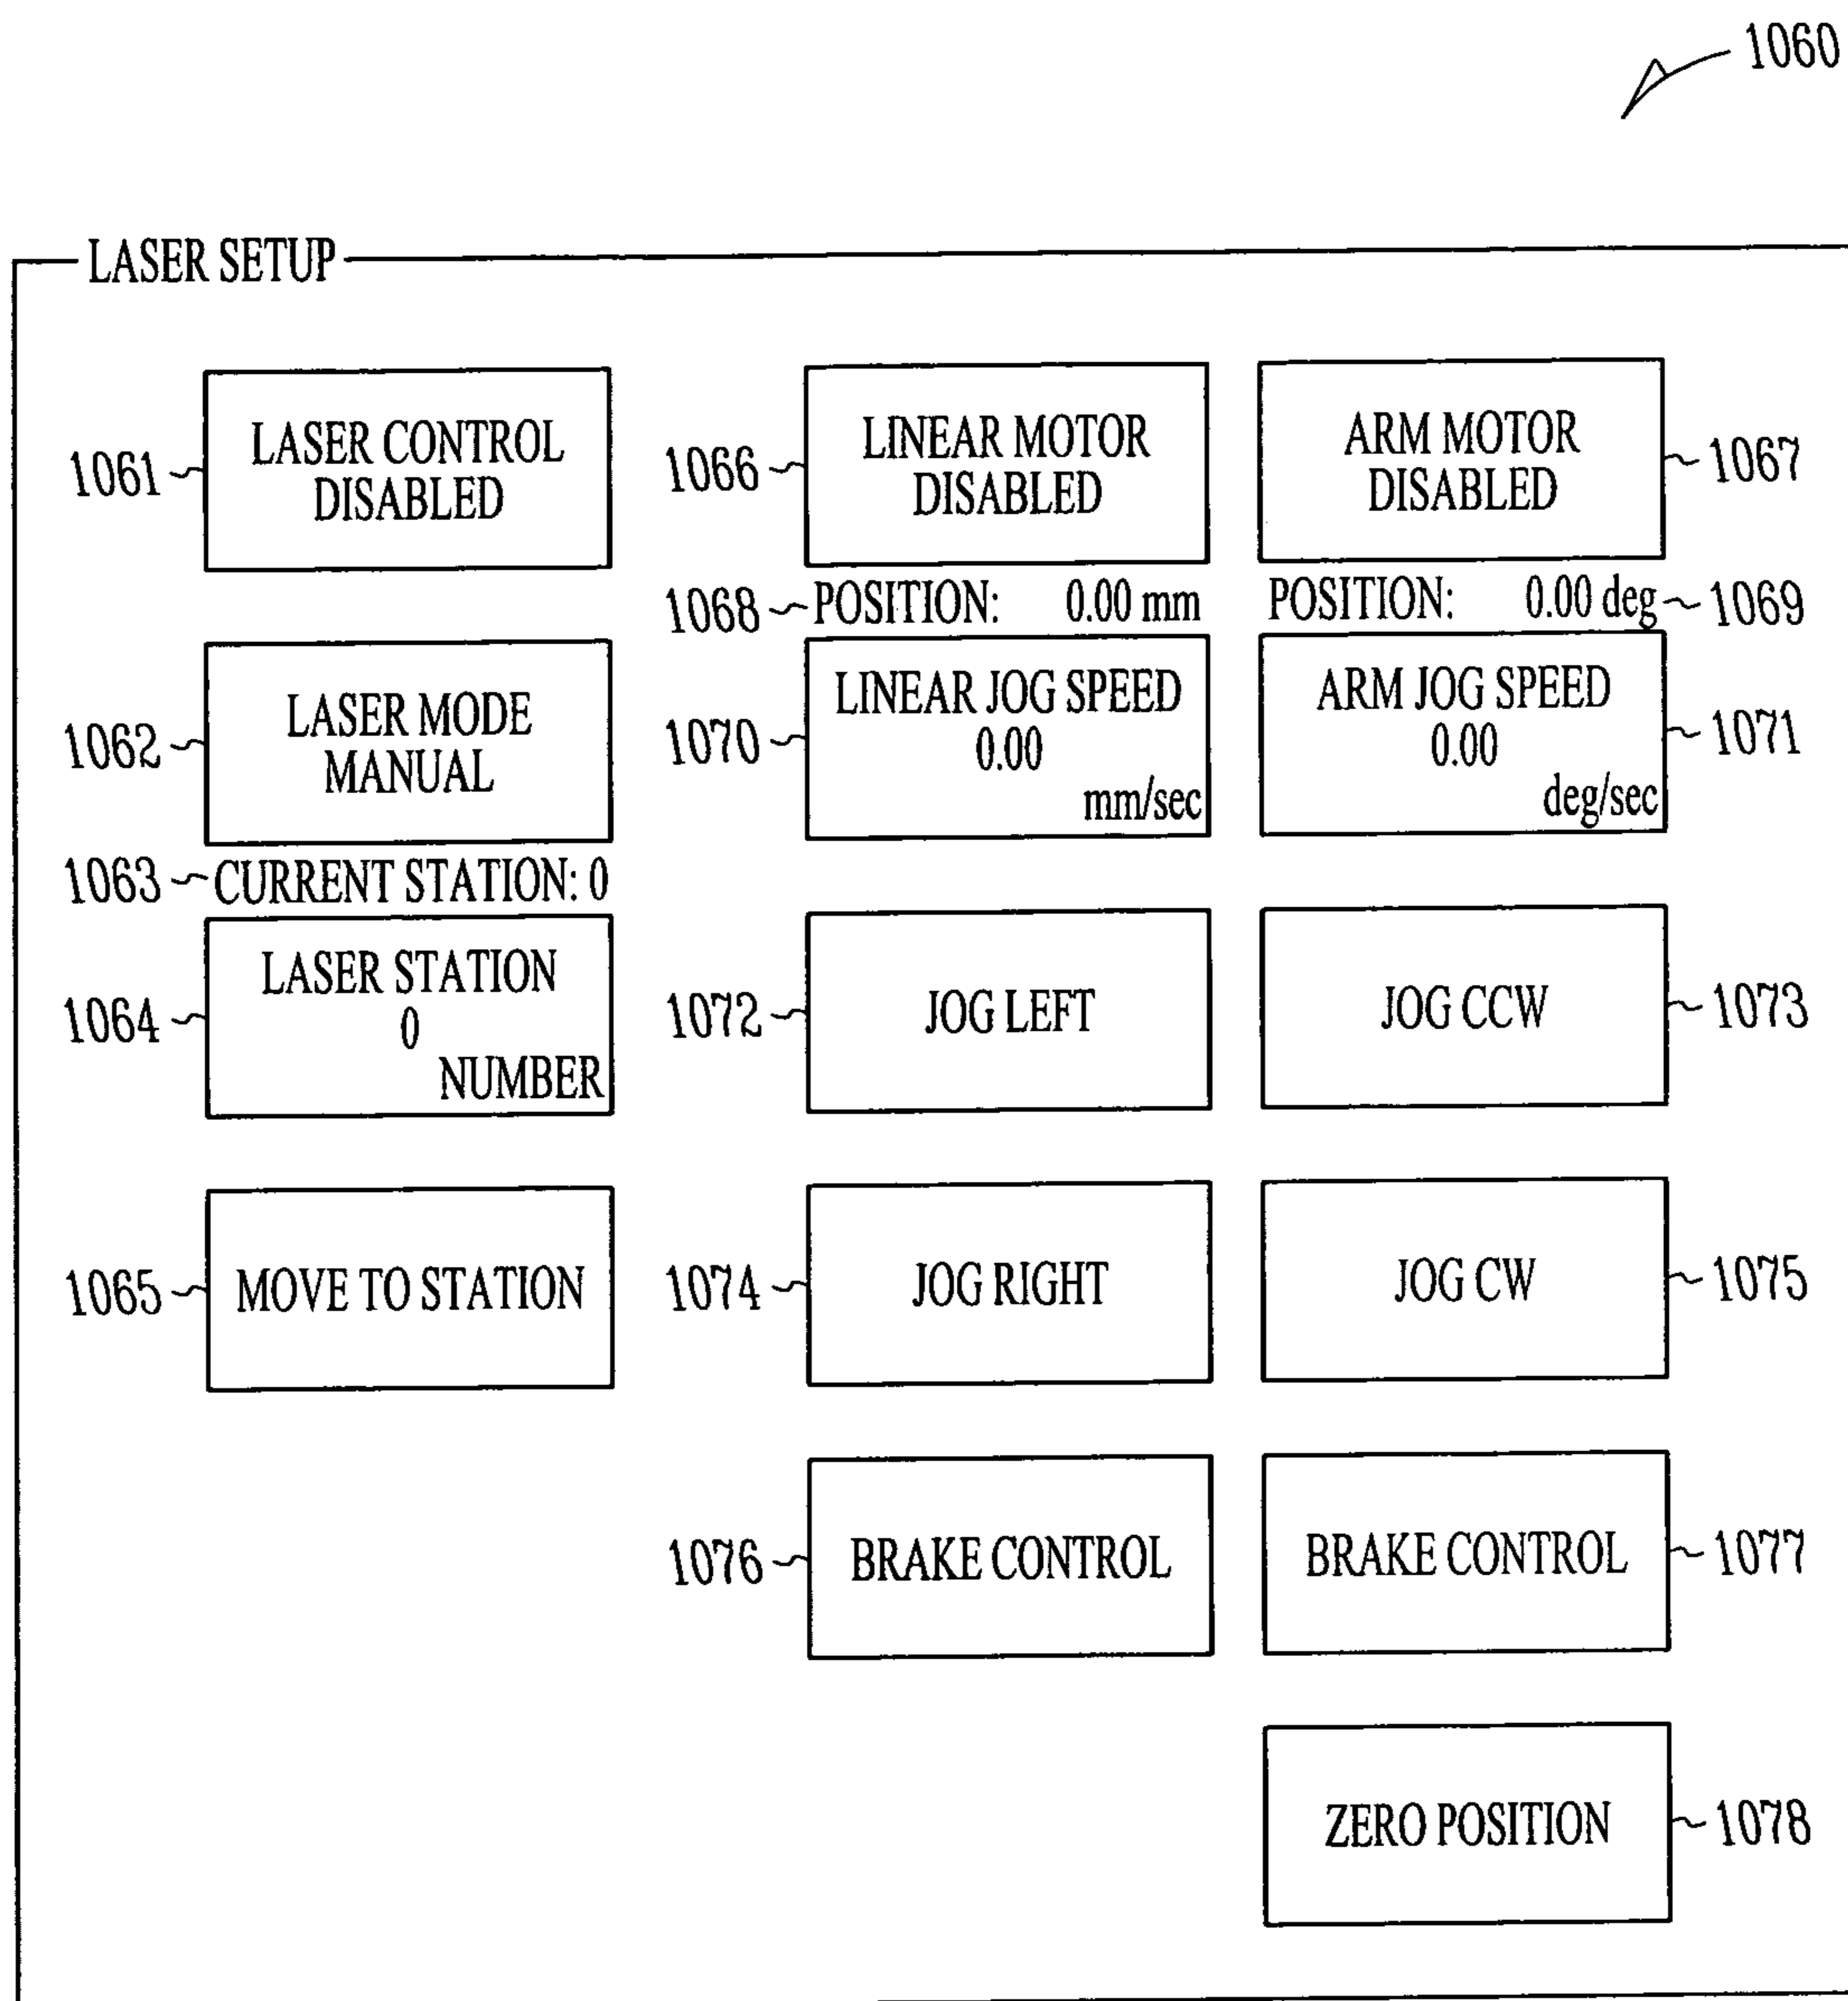 1060
LASER SETUP
1061
LASER CONTROL
DISABLED
1062
LASER MODE
MANUAL
1063
CURRENT STATION: 0
1064
LASER STATION
0
NUMBER
1065
MOVE TO STATION
1066
LINEAR MOTOR
DISABLED
1068
POSITION: 0.00 mm
1070
LINEAR JOG SPEED
0.00
mm/sec
1072
JOG LEFT
1074
JOG RIGHT
1076
BRAKE CONTROL
ARM MOTOR
DISABLED
1067
POSITION: 0.00 deg
1069
ARM JOG SPEED
0.00
deg/sec
1071
JOG CCW
1073
JOG CW
1075
BRAKE CONTROL
1077
ZERO POSITION
1078